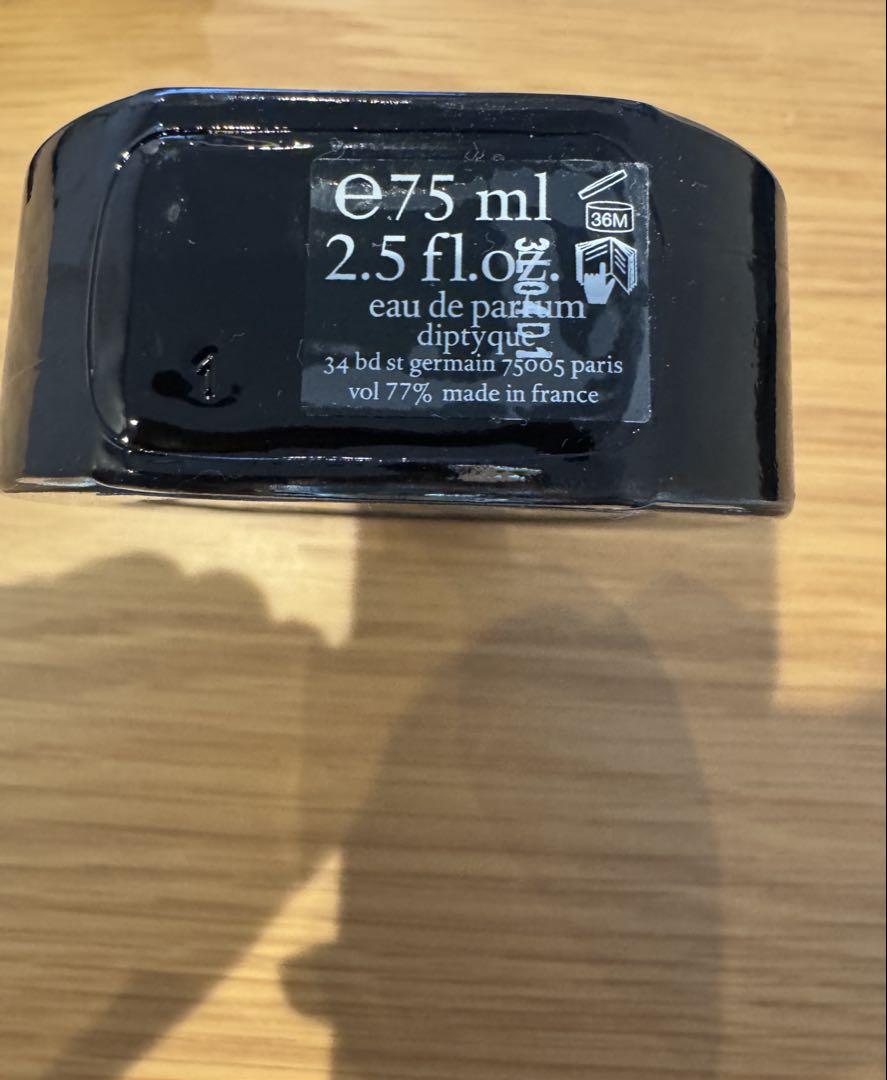 ℮75 ml
36M
2.5 fl.oz.
eau de parfum
diptyque
34 bd st germain 75005 paris
vol 77% made in france
1